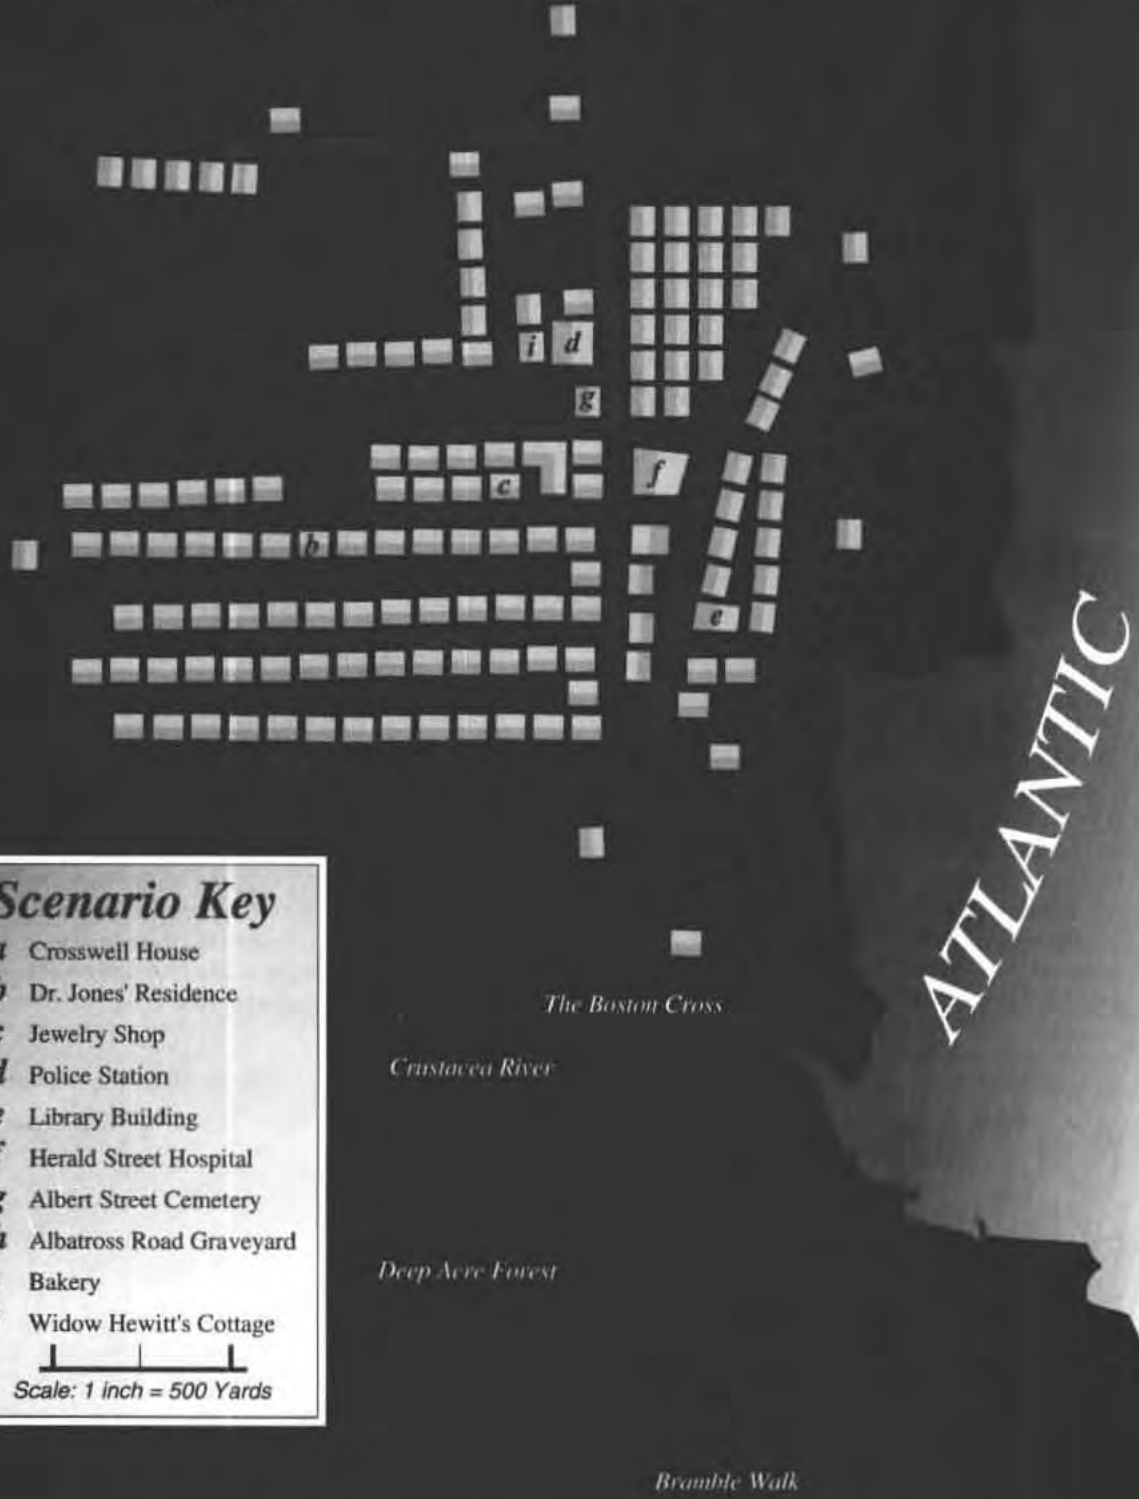 i d
g
f
c
b
e
ATLANTIC
Scenario Key
Crosswell House
b Dr. Jones' Residence
Jewelry Shop
d Police Station
e Library Building
f Herald Street Hospital
g Albert Street Cemetery
Albatross Road Graveyard
Bakery
Widow Hewitt's Cottage
Scale: 1 inch = 500 Yards
The Boston Cross
Crustacea River
Deep Acre Forest
Bramble Walk